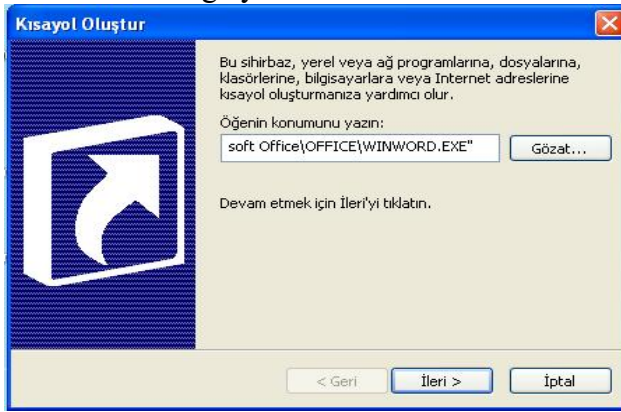 Kısayol Oluştur
Bu sihirbaz, yerel veya ağ programlarına, dosyalarına,
klasörlerine, bilgisayarlara veya Internet adreslerine
kısayol oluşturmanıza yardımcı olur.
Öğenin konumunu yazın:
soft Office\OFFICE\WINWORD.EXE" Gözat...
Devam etmek için İleri'yi tıklatın.
< Geri İleri > İptal